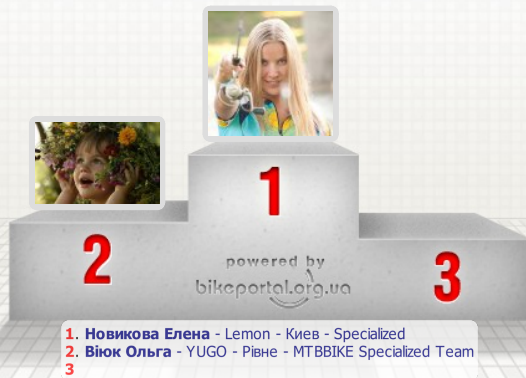 1
2
3
powered by
bikeportal.org.ua
1. Новикова Елена - Lemon - Киев - Specialized
2. Віюк Ольга - YUGO - Рівне - MTBBIKE Specialized Team
3